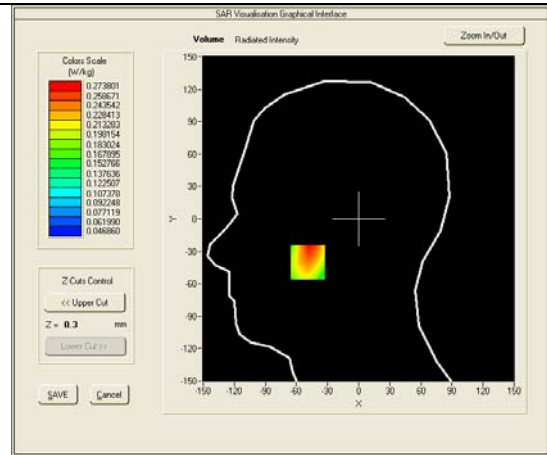 SAR Visualisation Graphical Interface
Volume Radiated Intensity
Zoom In/Out
Colors Scale
(W/kg)
0.273801
0.258671
0.243542
0.228413
0.213283
0.198154
0.183024
0.167895
0.152766
0.137636
0.122507
0.107378
0.092248
0.077119
0.061990
0.046860
Z Cuts Control
<< Upper Cut
Z = 0.3 mm
Lower Cut >>
SAVE Cancel
150
120
90
60
30
0
-30
-60
-90
-120
-150
Y
-150 -120 -90 -60 -30 0 30 60 90 120 150
X